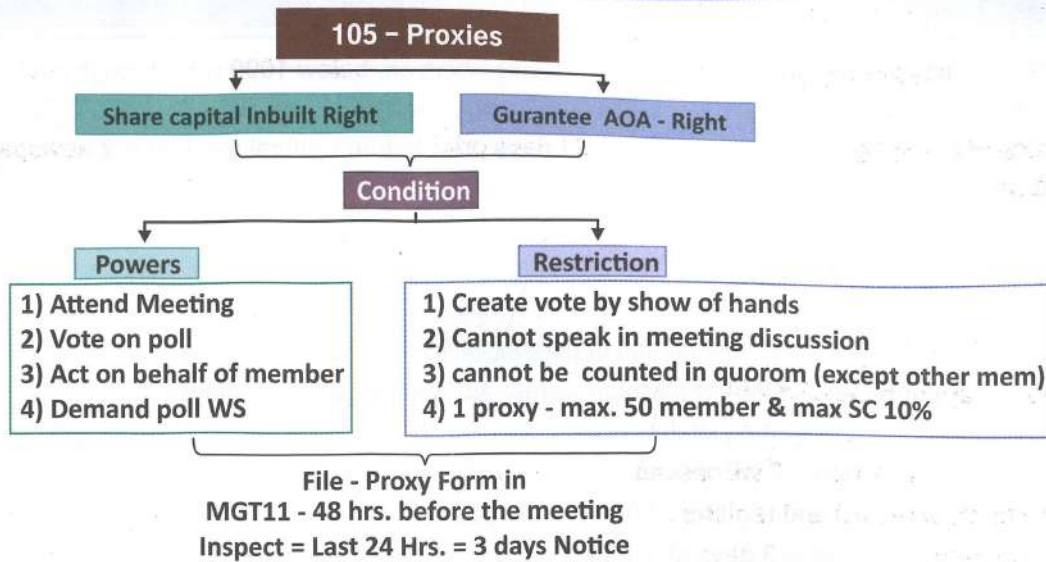 105 – Proxies
Share capital Inbuilt Right
Gurantee AOA - Right
Condition
Powers
Restriction
1) Attend Meeting
2) Vote on poll
3) Act on behalf of member
4) Demand poll WS
1) Create vote by show of hands
2) Cannot speak in meeting discussion
3) cannot be counted in quorom (except other mem)
4) 1 proxy - max. 50 member & max SC 10%
File - Proxy Form in
MGT11 - 48 hrs. before the meeting
Inspect = Last 24 Hrs. = 3 days Notice